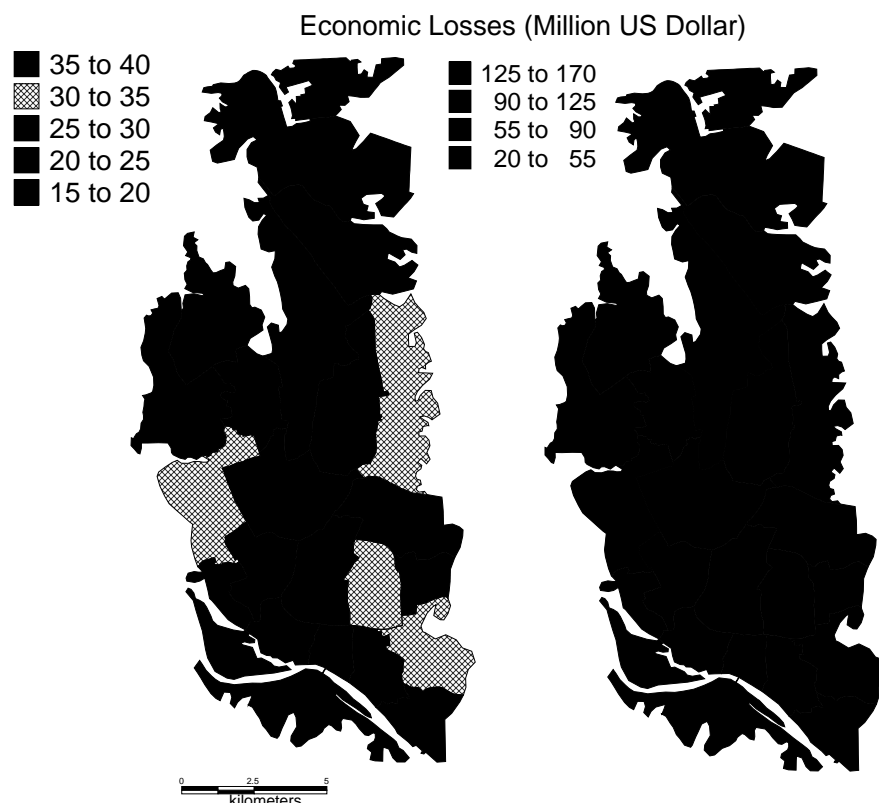 Economic Losses (Million US Dollar)
35 to 40
30 to 35
25 to 30
20 to 25
15 to 20
125 to 170
90 to 125
55 to 90
20 to 55
0 2.5 5
kilometers